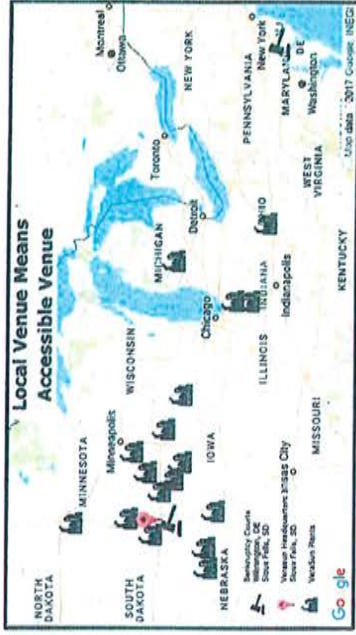 Local Venue Means
Accessible Venue
NORTH
DAKOTA
MINNESOTA
Minneapolis
WISCONSIN
SOUTH
DAKOTA
IOWA
NEBRASKA
MICHIGAN
Chicago
Detroit
Toronto
Ottawa
Montreal
NEW YORK
New York
PENNSYLVANIA
OHIO
INDIANA
Indianapolis
ILLINOIS
MISSOURI
KENTUCKY
WEST
VIRGINIA
MARYLAND
DE
Washington
Kansas City
Bankruptcy Courts
Wilmington, DE
Sioux Falls, SD
Verasun Headquarters
Sioux Falls, SD
VeraSun Plants
Google
Map data 2017 Google, INEGI